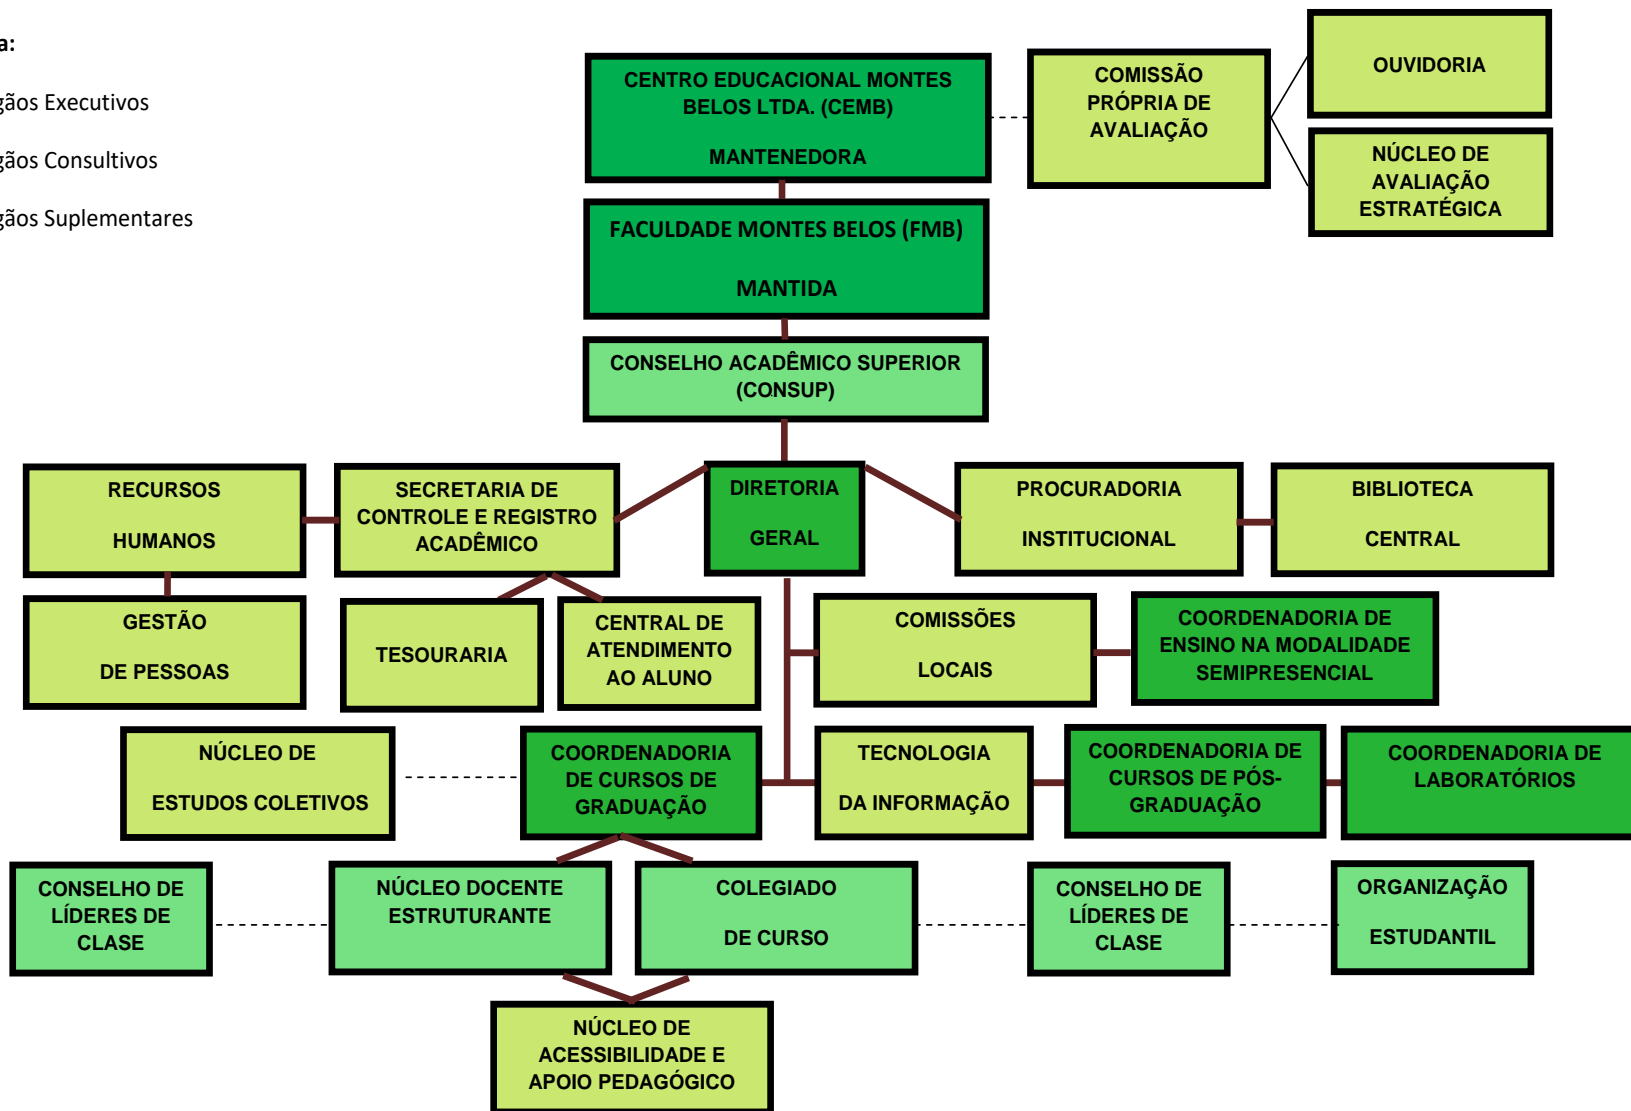 a:
gãos Executivos
gãos Consultivos
gãos Suplementares
CENTRO EDUCACIONAL MONTES
BELOS LTDA. (CEMB)
MANTENEDORA
COMISSÃO
PRÓPRIA DE
AVALIAÇÃO
OUVIDORIA
NÚCLEO DE
AVALIAÇÃO
ESTRATÉGICA
FACULDADE MONTES BELOS (FMB)
MANTIDA
CONSELHO ACADÊMICO SUPERIOR
(CONSUP)
RECURSOS
HUMANOS
SECRETARIA DE
CONTROLE E REGISTRO
ACADÊMICO
DIRETORIA
GERAL
PROCURADORIA
INSTITUCIONAL
BIBLIOTECA
CENTRAL
GESTÃO
DE PESSOAS
TESOURARIA
CENTRAL DE
ATENDIMENTO
AO ALUNO
COMISSÕES
LOCAIS
COORDENADORIA DE
ENSINO NA MODALIDADE
SEMIPRESENCIAL
NÚCLEO DE
ESTUDOS COLETIVOS
COORDENADORIA
DE CURSOS DE
GRADUAÇÃO
TECNOLOGIA
DA INFORMAÇÃO
COORDENADORIA DE
CURSOS DE PÓS-
GRADUAÇÃO
COORDENADORIA DE
LABORATÓRIOS
CONSELHO DE
LÍDERES DE
CLASE
NÚCLEO DOCENTE
ESTRUTURANTE
COLEGIADO
DE CURSO
CONSELHO DE
LÍDERES DE
CLASE
ORGANIZAÇÃO
ESTUDANTIL
NÚCLEO DE
ACESSIBILIDADE E
APOIO PEDAGÓGICO